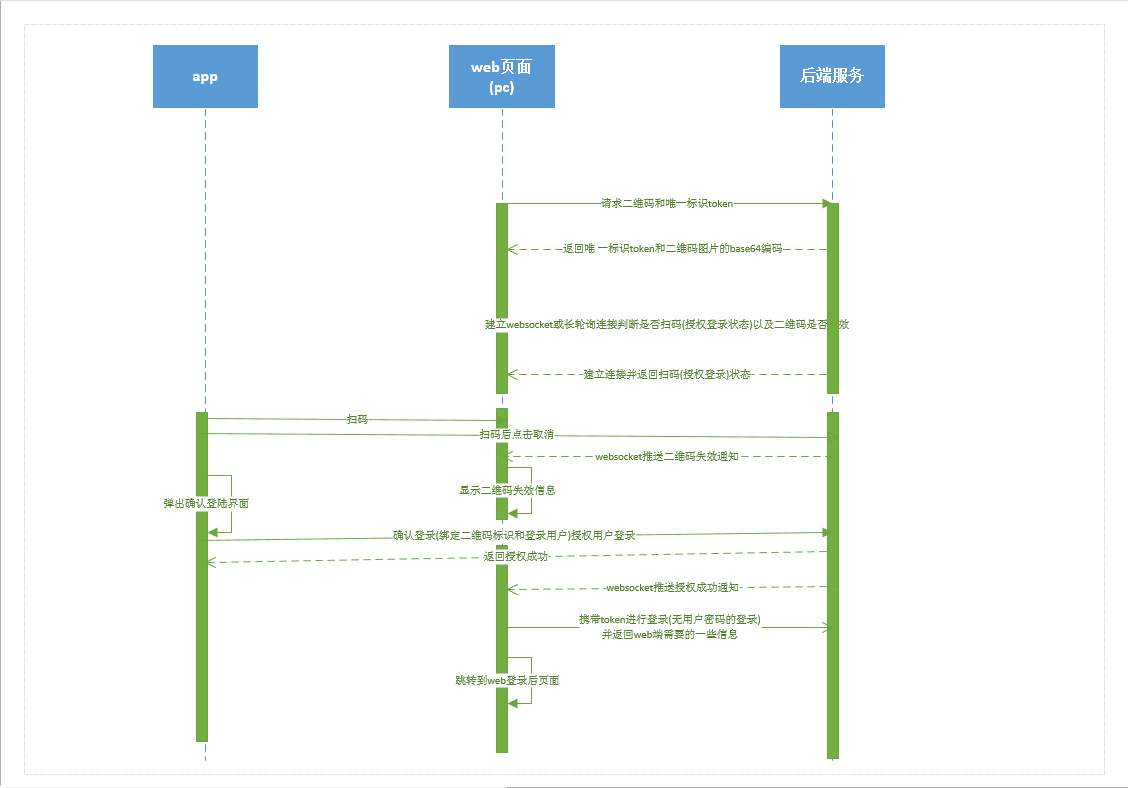 app
web页面
(pc)
后端服务
请求二维码和唯一标识token
返回唯一标识token和二维码图片的base64编码
建立websocket或长轮询连接判断是否扫码(授权登录状态)以及二维码是否 效
建立连接并返回扫码(授权登录)状态
扫码
扫码后点击取消
websocket推送二维码失效通知
显示二维码失效信息
弹出确认登陆界面
确认登录(绑定二维码标识和登录用户)授权用户登录
返回授权成功
websocket推送授权成功通知
携带token进行登录(无用户密码的登录)
并返回web端需要的一些信息
跳转到web登录后页面